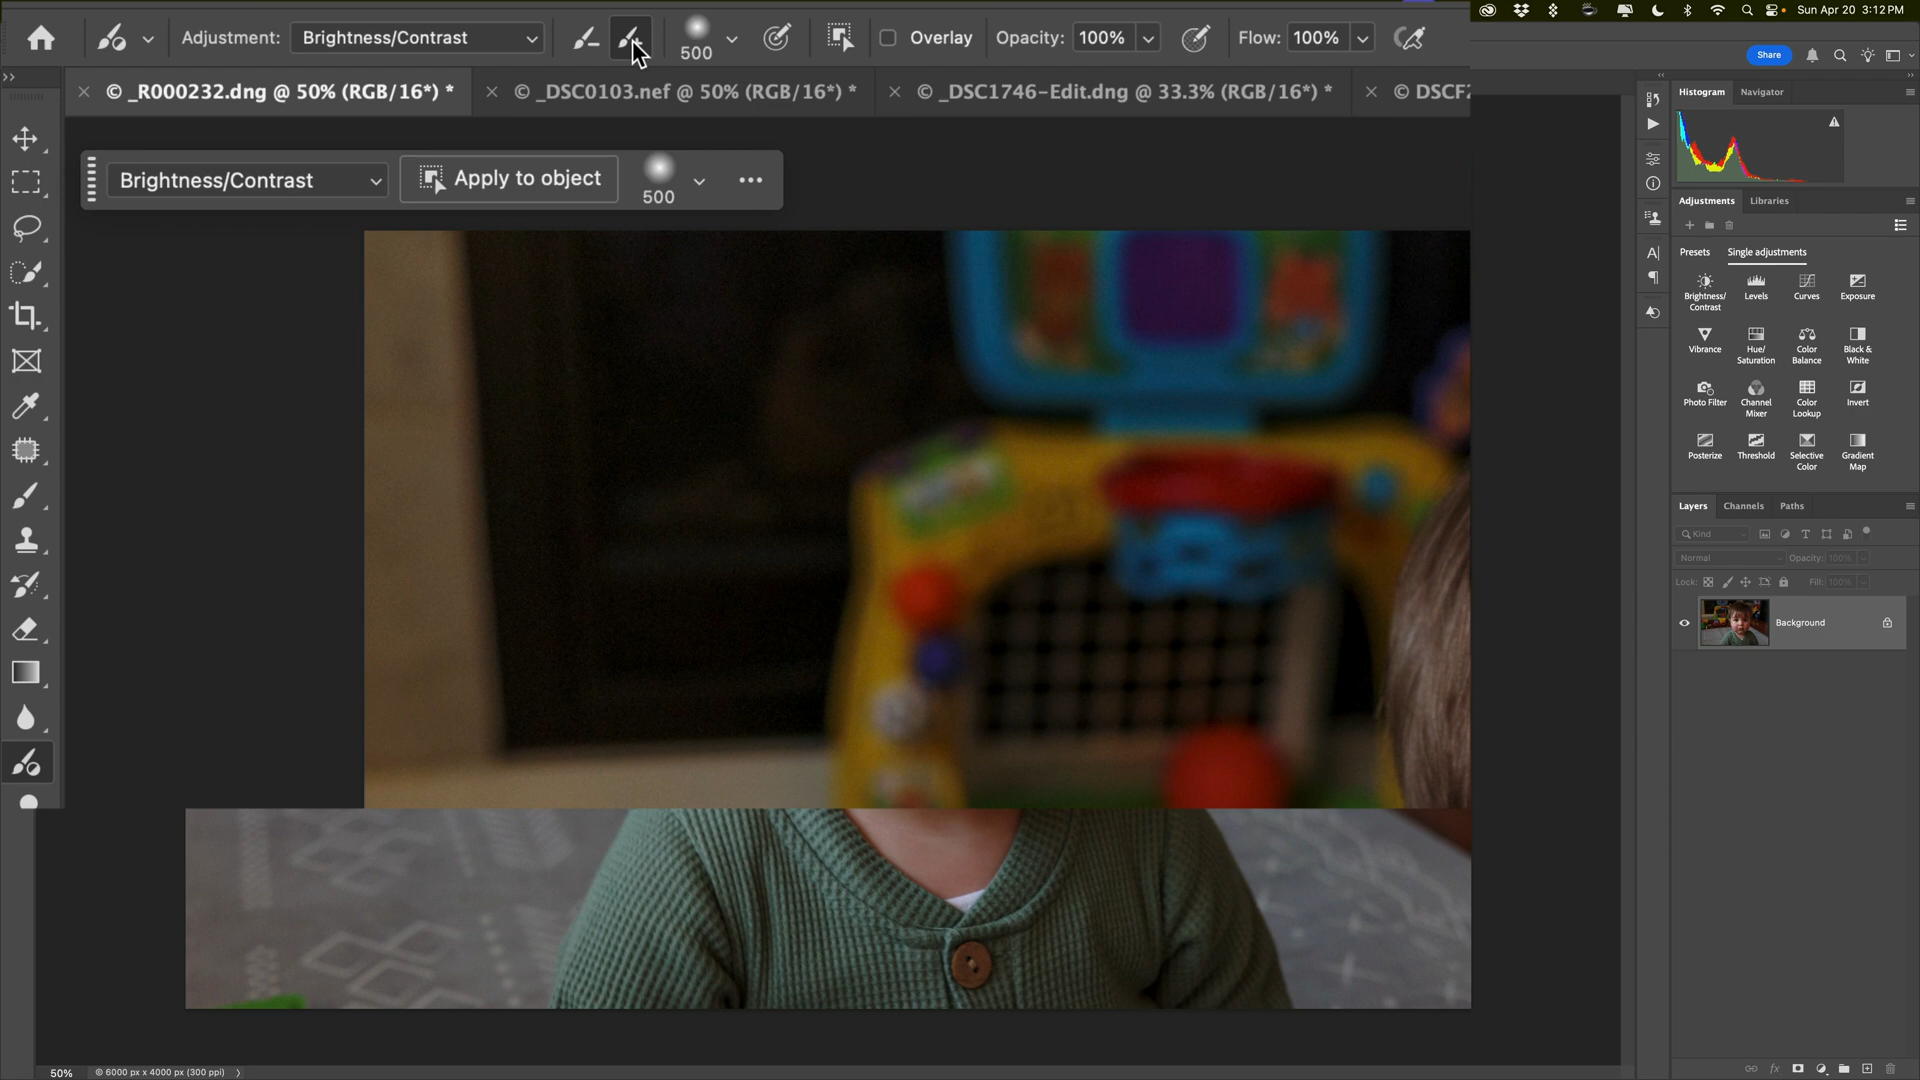 Sun Apr 20 3:12 PM
Adjustment: Brightness/Contrast 500 Overlay Opacity: 100% Flow: 100%
Share
© _R000232.dng @ 50% (RGB/16*) *
© _DSC0103.nef @ 50% (RGB/16*) *
© _DSC1746-Edit.dng @ 33.3% (RGB/16*) *
© DSCF2
Histogram Navigator
Brightness/Contrast Apply to object 500
Adjustments Libraries
Presets Single adjustments
Brightness/
Contrast
Levels
Curves
Exposure
Vibrance
Hue/
Saturation
Color
Balance
Black &
White
Photo Filter
Channel
Mixer
Color
Lookup
Invert
Posterize
Threshold
Selective
Color
Gradient
Map
Layers Channels Paths
Kind
Normal Opacity: 100%
Lock: Fill: 100%
Background
50% 6000 px x 4000 px (300 ppi)